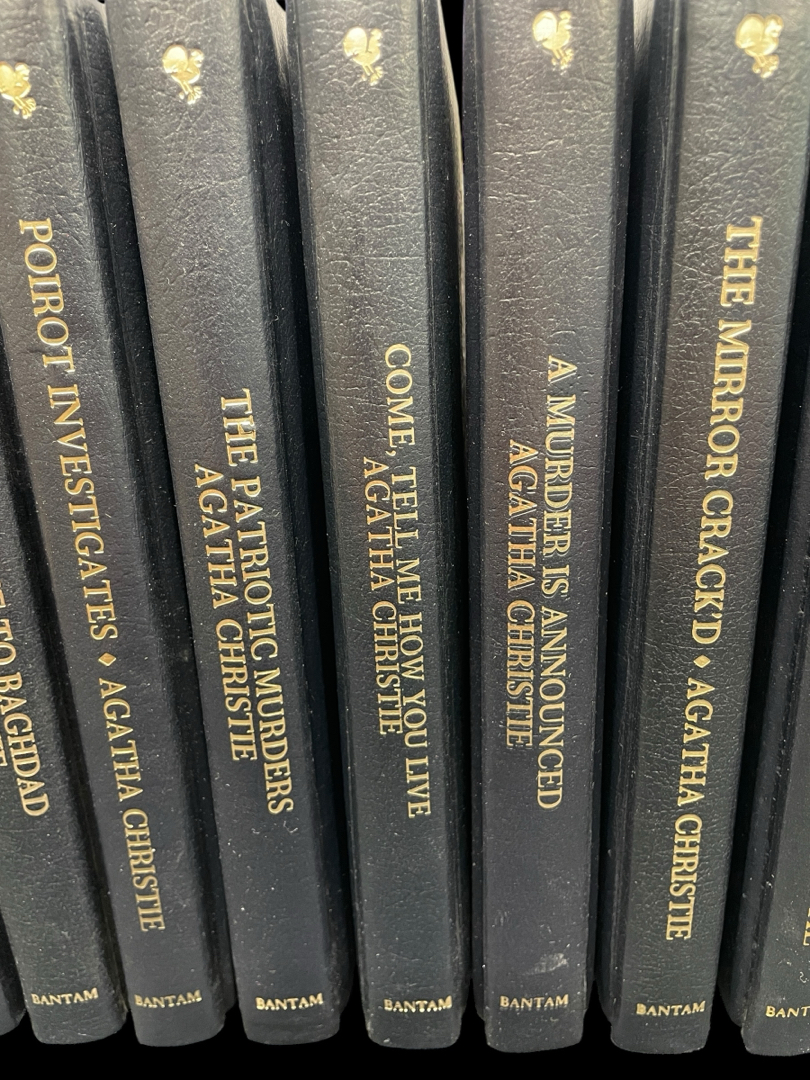 TO BAGHDAD
POIROT INVESTIGATES ◆ AGATHA CHRISTIE
BANTAM
THE PATRIOTIC MURDERS
AGATHA CHRISTIE
BANTAM
COME, TELL ME HOW YOU LIVE
AGATHA CHRISTIE
BANTAM
A MURDER IS ANNOUNCED
AGATHA CHRISTIE
BANTAM
THE MIRROR CRACK'D ◆ AGATHA CHRISTIE
BANTAM
BANTAM